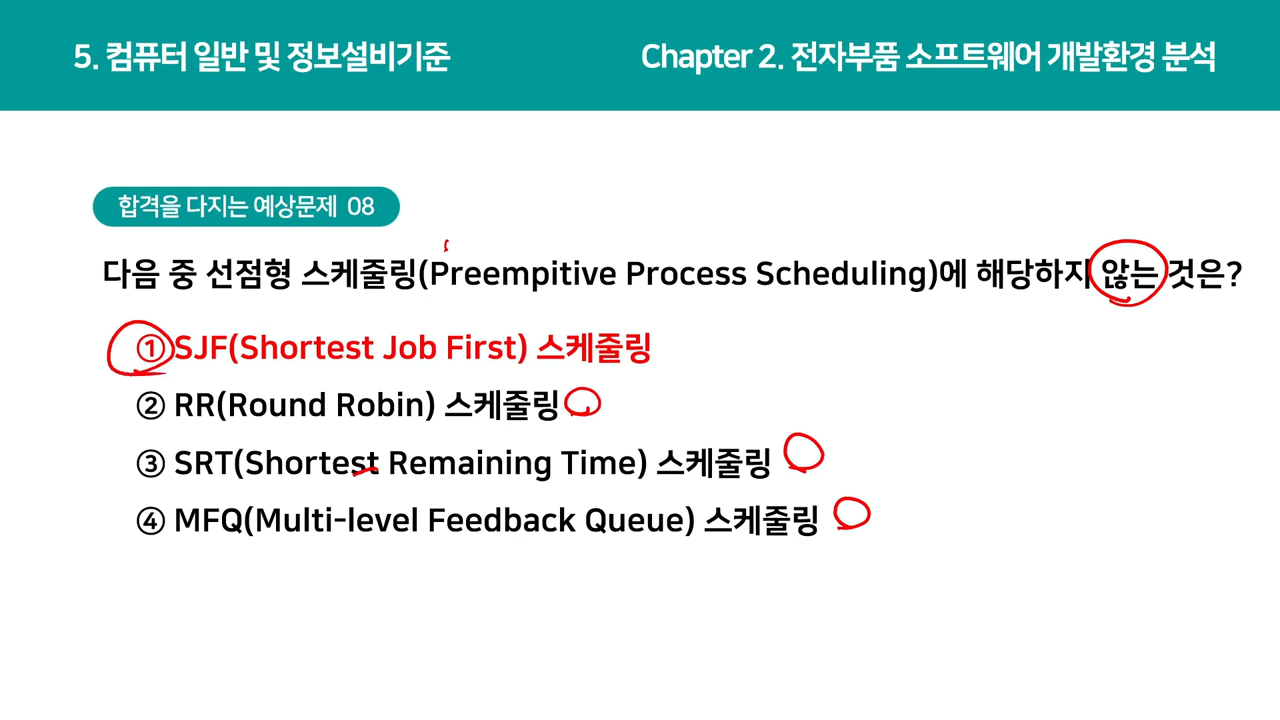 5. 컴퓨터 일반 및 정보설비기준
Chapter 2. 전자부품 소프트웨어 개발환경 분석
합격을 다지는 예상문제 08
다음 중 선점형 스케줄링(Preempitive Process Scheduling)에 해당하지 않는 것은?
① SJF(Shortest Job First) 스케줄링
② RR(Round Robin) 스케줄링
③ SRT(Shortest Remaining Time) 스케줄링
④ MFQ(Multi-level Feedback Queue) 스케줄링